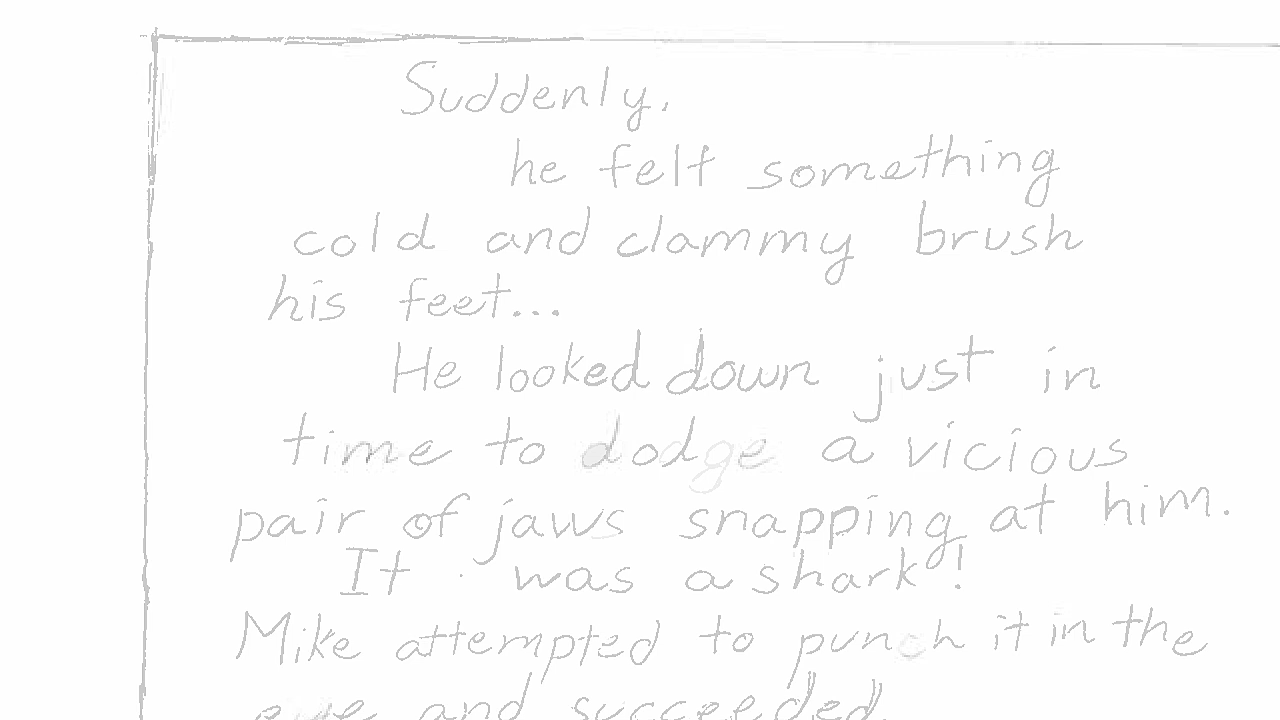 Suddenly,
he felt something
cold and clammy brush
his feet...
He looked down just in
time to dodge a vicious
pair of jaws snapping at him.
It was a shark!
Mike attempted to punch it in the
eye and succeeded.